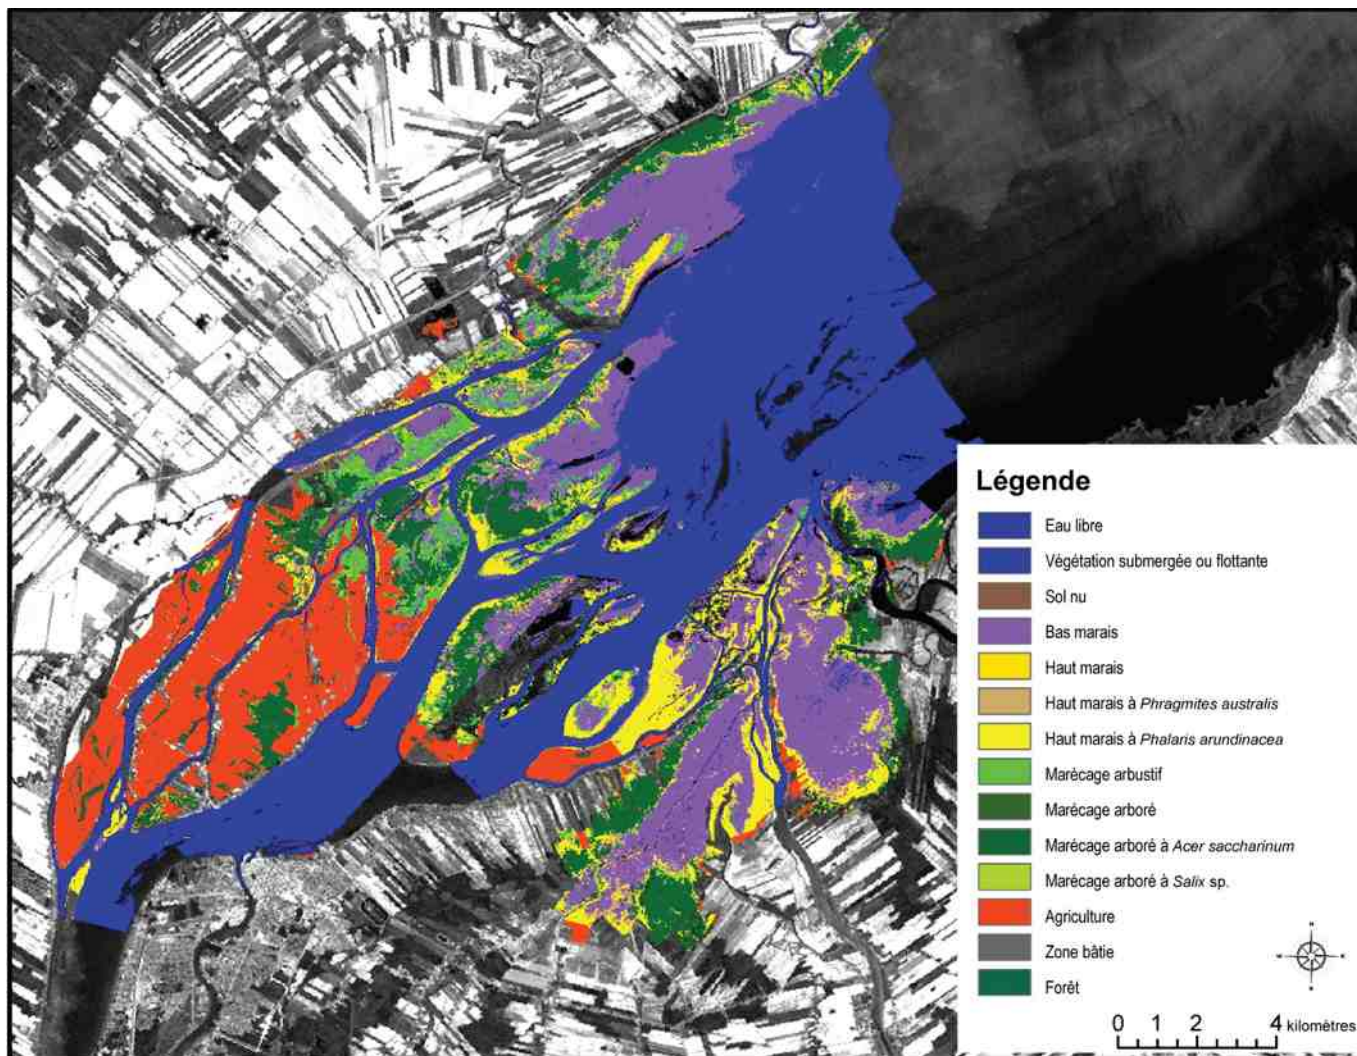 Légende
Eau libre
Végétation submergée ou flottante
Sol nu
Bas marais
Haut marais
Haut marais à Phragmites australis
Haut marais à Phalaris arundinacea
Marécage arbustif
Marécage arboré
Marécage arboré à Acer saccharinum
Marécage arboré à Salix sp.
Agriculture
Zone bâtie
Forêt
0 1 2 4 kilomètres